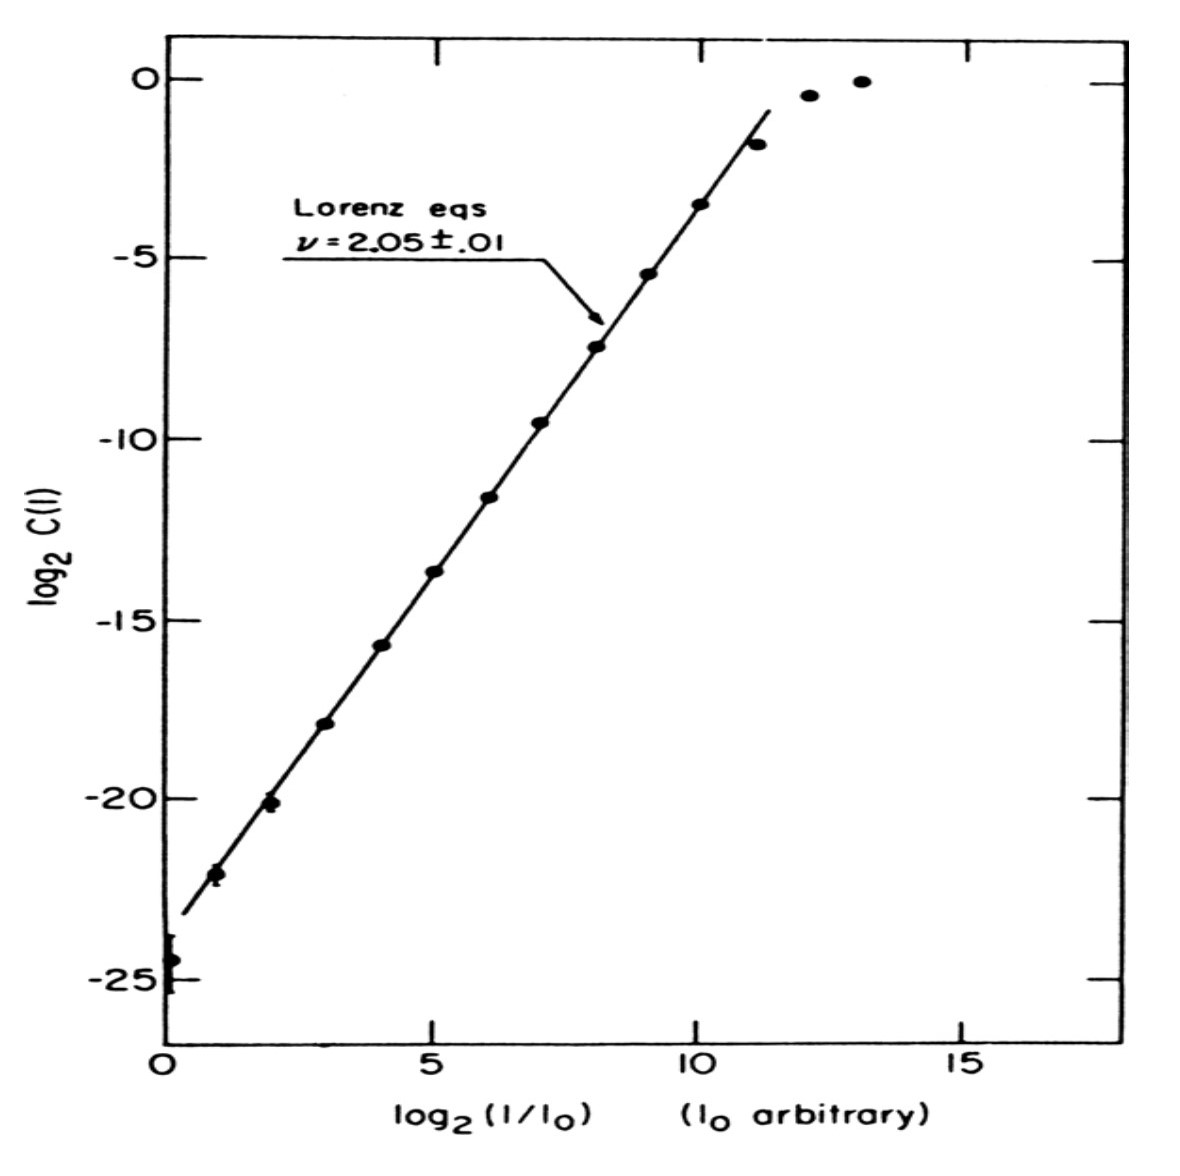 0
Lorenz eqs
ν = 2.05 ± .01
-5
-10
log₂ C(l)
-15
-20
-25
0 5 10 15
log₂ (l/l₀) (l₀ arbitrary)